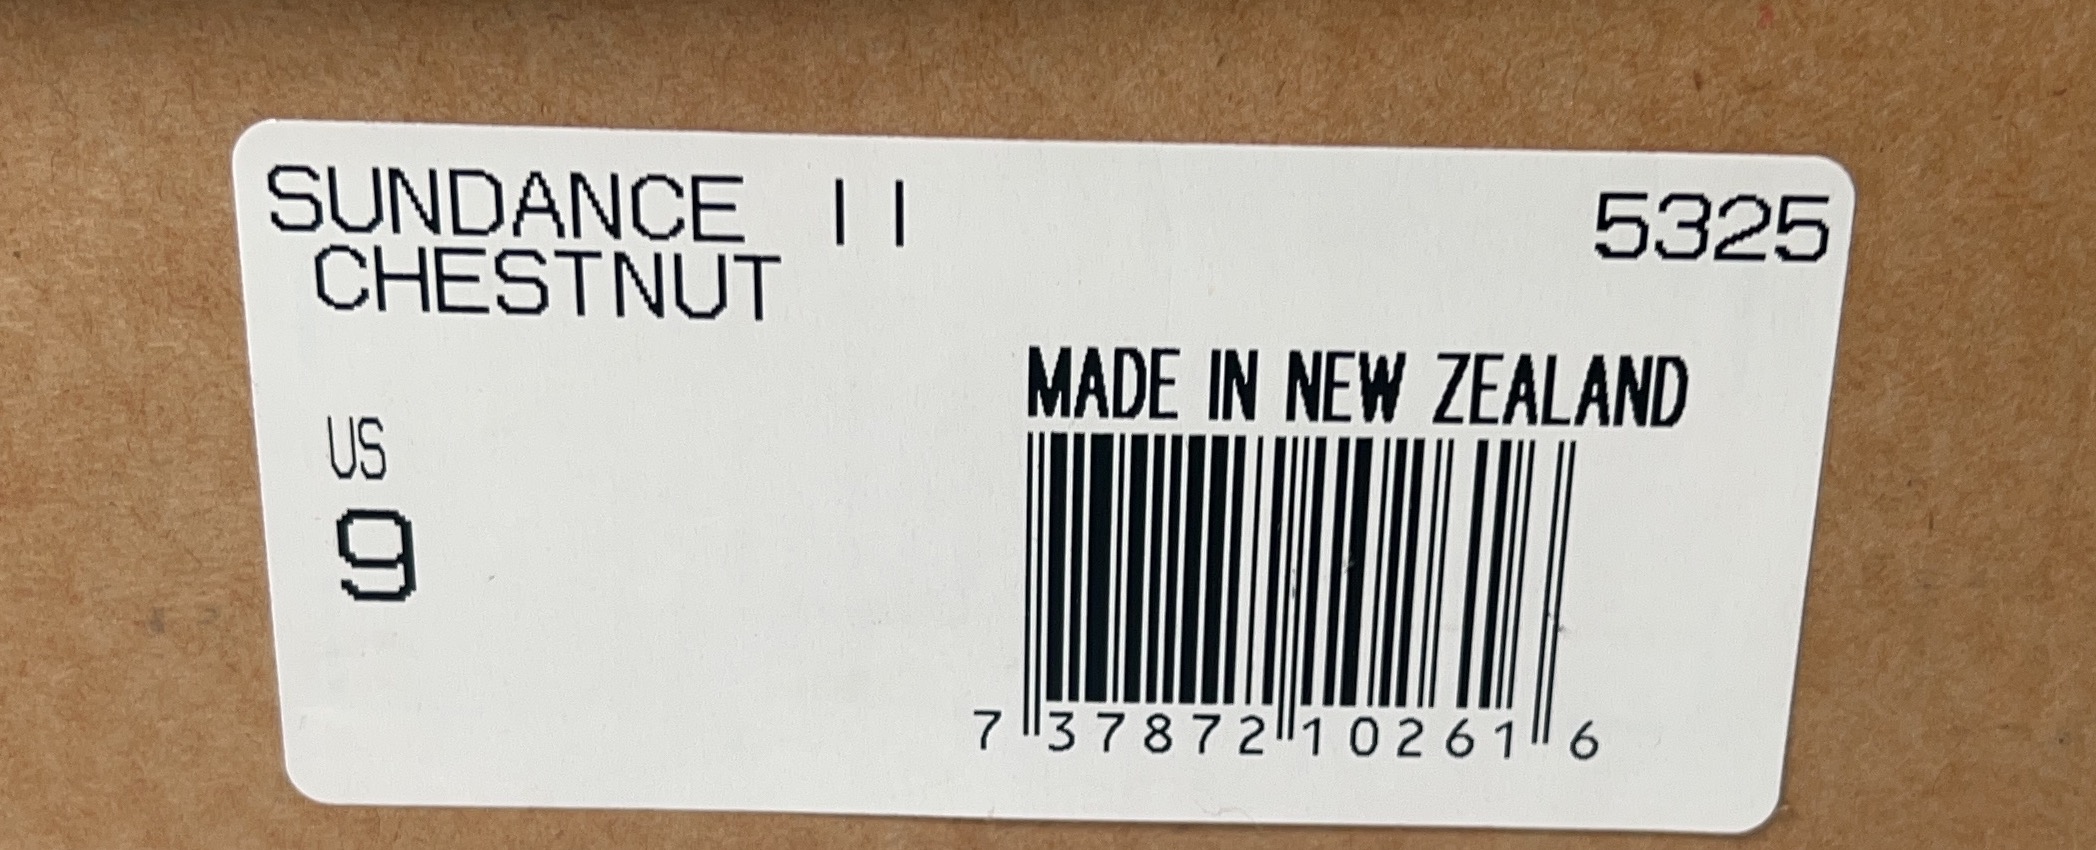 SUNDANCE II 5325
CHESTNUT
MADE IN NEW ZEALAND
US
9
7 37872 10261 6